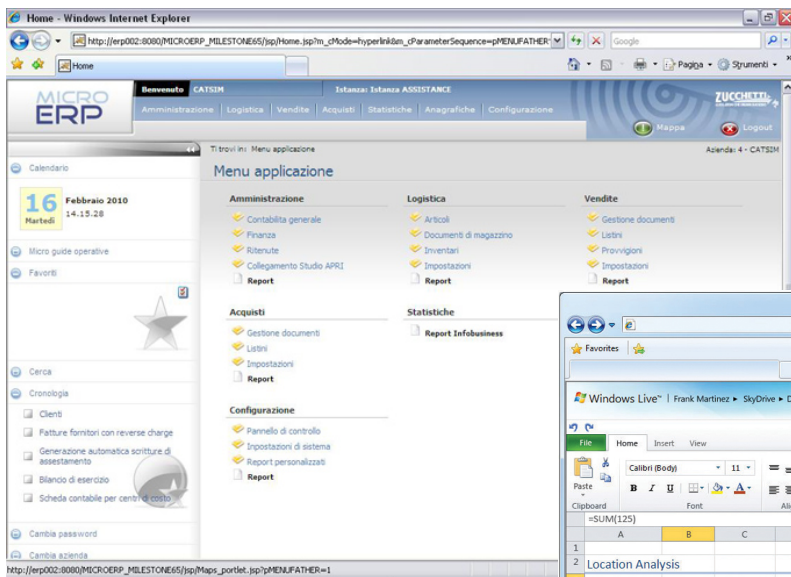 Home - Windows Internet Explorer
http://erp002:8080/MICROERP_MILESTONE65/jsp/Home.jsp?m_cMode=hyperlink&m_cParameterSequence=pMENUFATHER
Google
Home
Pagina
Strumenti
MICRO
ERP
Benvenuto CATSIM
Istanza: Istanza ASSISTANCE
Amministrazione | Logistica | Vendite | Acquisti | Statistiche | Anagrafiche | Configurazione
ZUCCHETTI
Mappa
Logout
Ti trovi in: Menu applicazione
Azienda: 4 - CATSIM
Calendario
16
Martedì
Febbraio 2010
14.15.28
Micro guide operative
Favoriti
Cerca
Cronologia
Clienti
Fatture fornitori con reverse charge
Generazione automatica scritture di
assestamento
Bilancio di esercizio
Scheda contabile per centri di costo
Cambia password
Cambia azienda
Menu applicazione
Amministrazione
Contabilita generale
Finanza
Ritenute
Collegamento Studio APRI
Report
Logistica
Articoli
Documenti di magazzino
Inventari
Impostazioni
Report
Vendite
Gestione documenti
Listini
Provvigioni
Impostazioni
Report
Acquisti
Gestione documenti
Listini
Impostazioni
Report
Statistiche
Report Infobusiness
Configurazione
Pannello di controllo
Impostazioni di sistema
Report personalizzati
Report
http://erp002:8080/MICROERP_MILESTONE65/jsp/Maps_portlet.jsp?pMENUFATHER=1
Favorites
Windows Live™ | Frank Martinez ▸ SkyDrive ▸ D
File Home Insert View
Paste
Calibri (Body) 11
B I U A
Clipboard
Font
Ali
=SUM(125)
A B C
1
2 Location Analysis